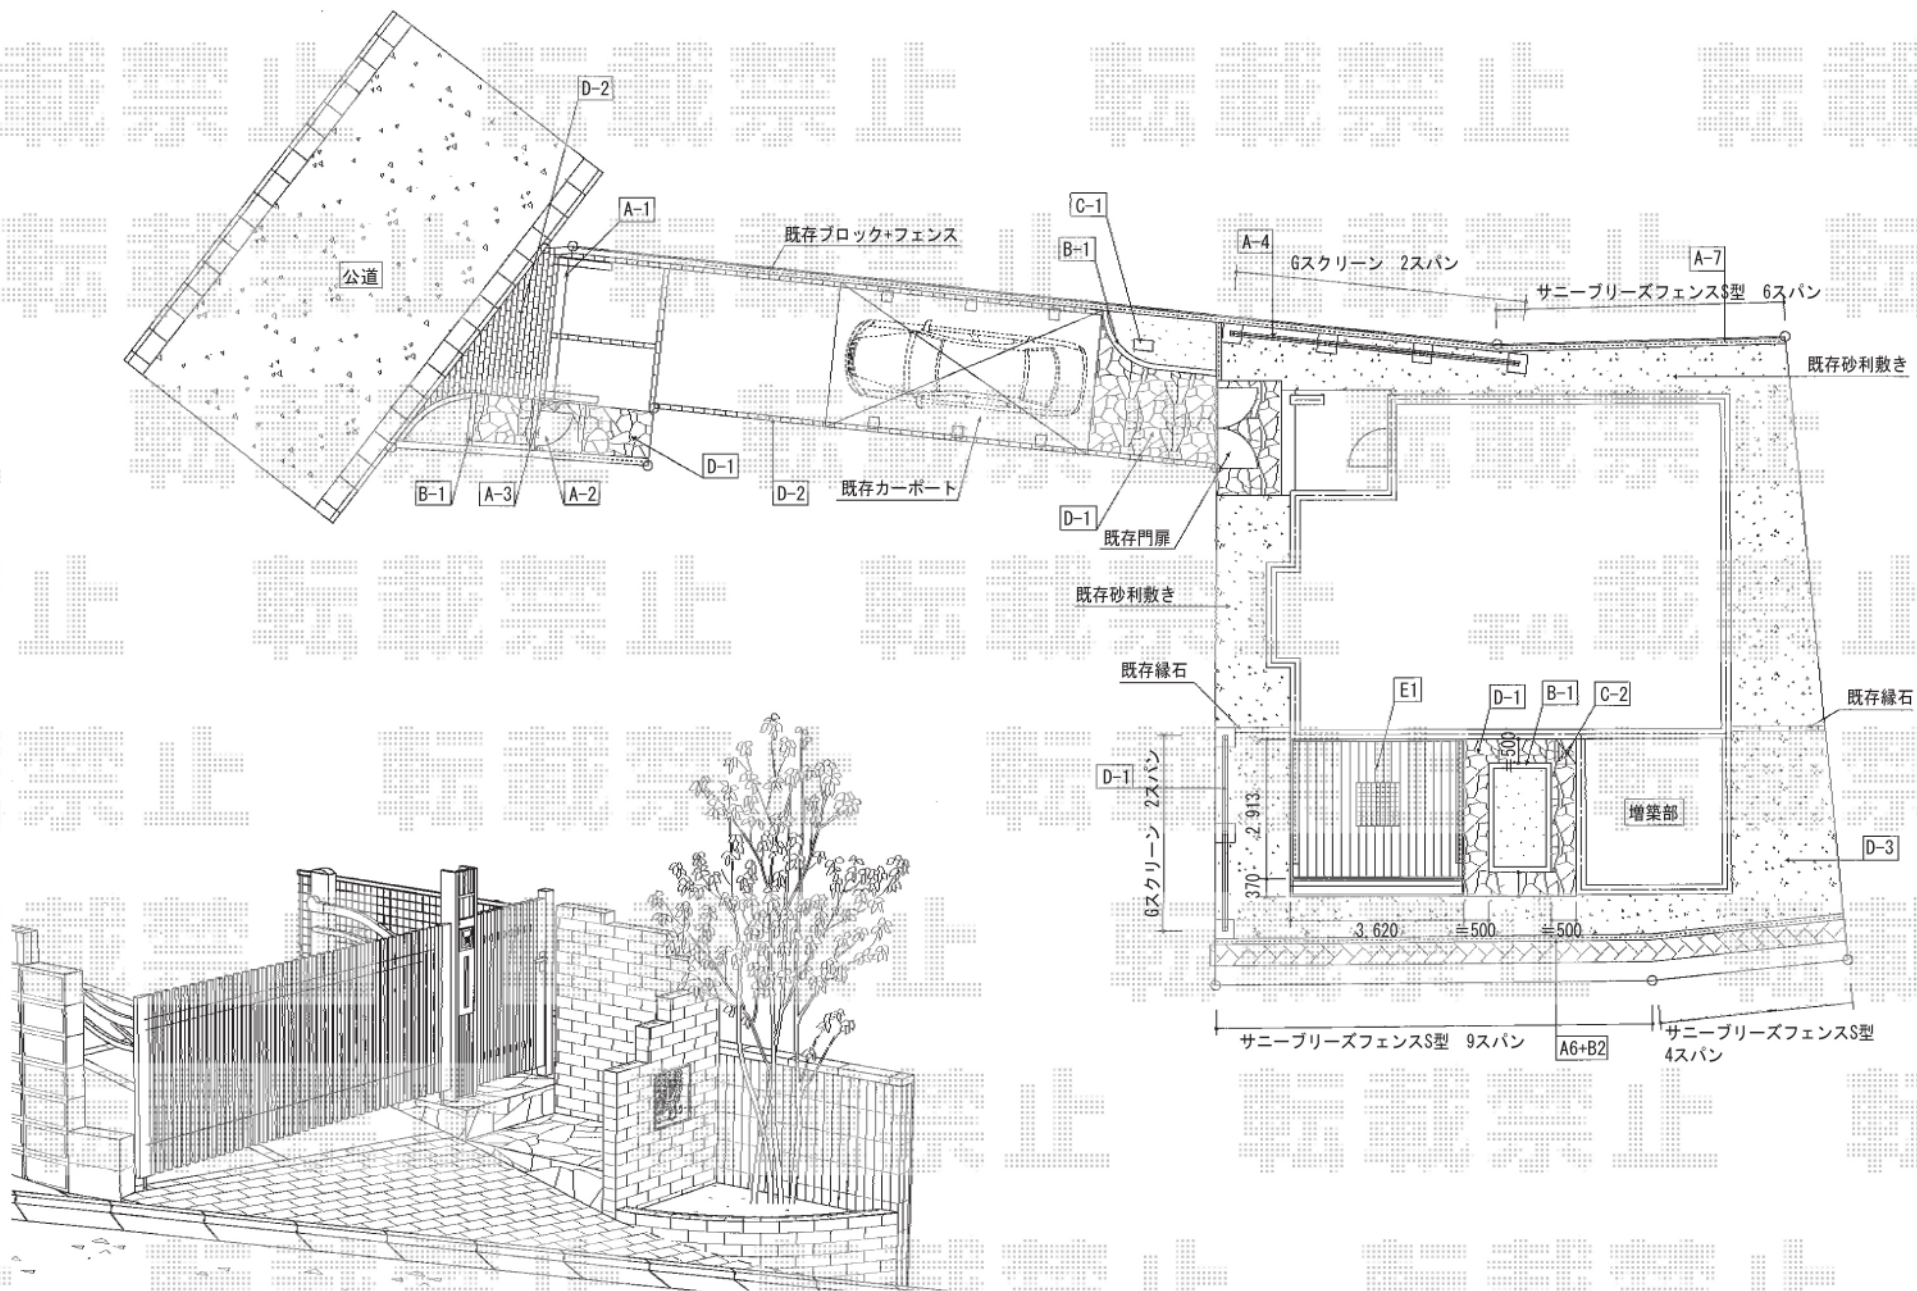 転載禁止
D-2
A-1
C-1
既存ブロック+フェンス
B-1
A-4
Gスクリーン 2スパン
A-7
公道
サニーブリーズフェンスS型 6スパン
既存砂利敷き
B-1
A-3
A-2
D-1
D-2
既存カーポート
D-1
既存門扉
既存砂利敷き
既存縁石
E1
D-1
B-1
C-2
既存縁石
D-1
Gスクリーン 2スパン
2,913
370
500
増築部
D-3
3,620
=500
=500
サニーブリーズフェンスS型 9スパン
A6+B2
サニーブリーズフェンスS型
4スパン